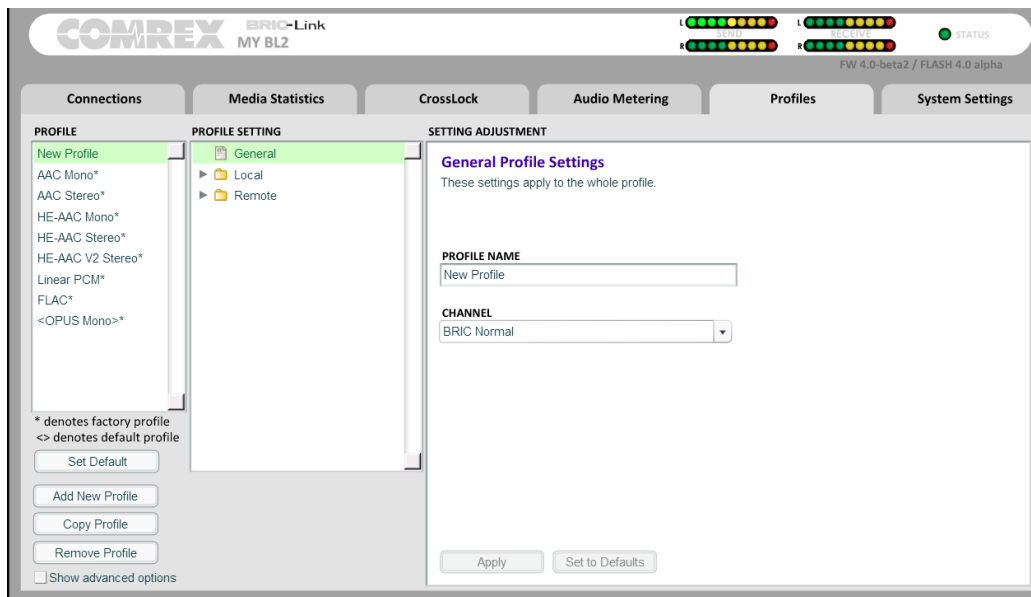 COMREX BRIC-Link
MY BL2
L
SEND
R
L
RECEIVE
R
STATUS
FW 4.0-beta2 / FLASH 4.0 alpha
Connections
Media Statistics
CrossLock
Audio Metering
Profiles
System Settings
PROFILE
New Profile
AAC Mono*
AAC Stereo*
HE-AAC Mono*
HE-AAC Stereo*
HE-AAC V2 Stereo*
Linear PCM*
FLAC*
<OPUS Mono>*
* denotes factory profile
<> denotes default profile
Set Default
Add New Profile
Copy Profile
Remove Profile
Show advanced options
PROFILE SETTING
General
Local
Remote
SETTING ADJUSTMENT
General Profile Settings
These settings apply to the whole profile.
PROFILE NAME
New Profile
CHANNEL
BRIC Normal
Apply
Set to Defaults